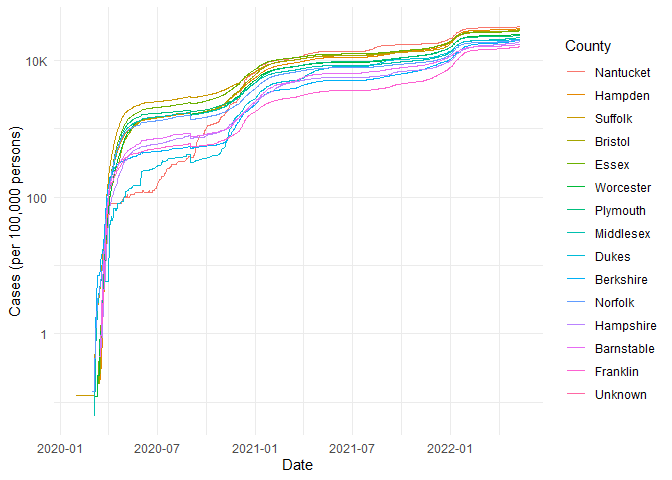 Cases (per 100,000 persons)
10K
100
1
2020-01
2020-07
2021-01
2021-07
2022-01
Date
County
Nantucket
Hampden
Suffolk
Bristol
Essex
Worcester
Plymouth
Middlesex
Dukes
Berkshire
Norfolk
Hampshire
Barnstable
Franklin
Unknown